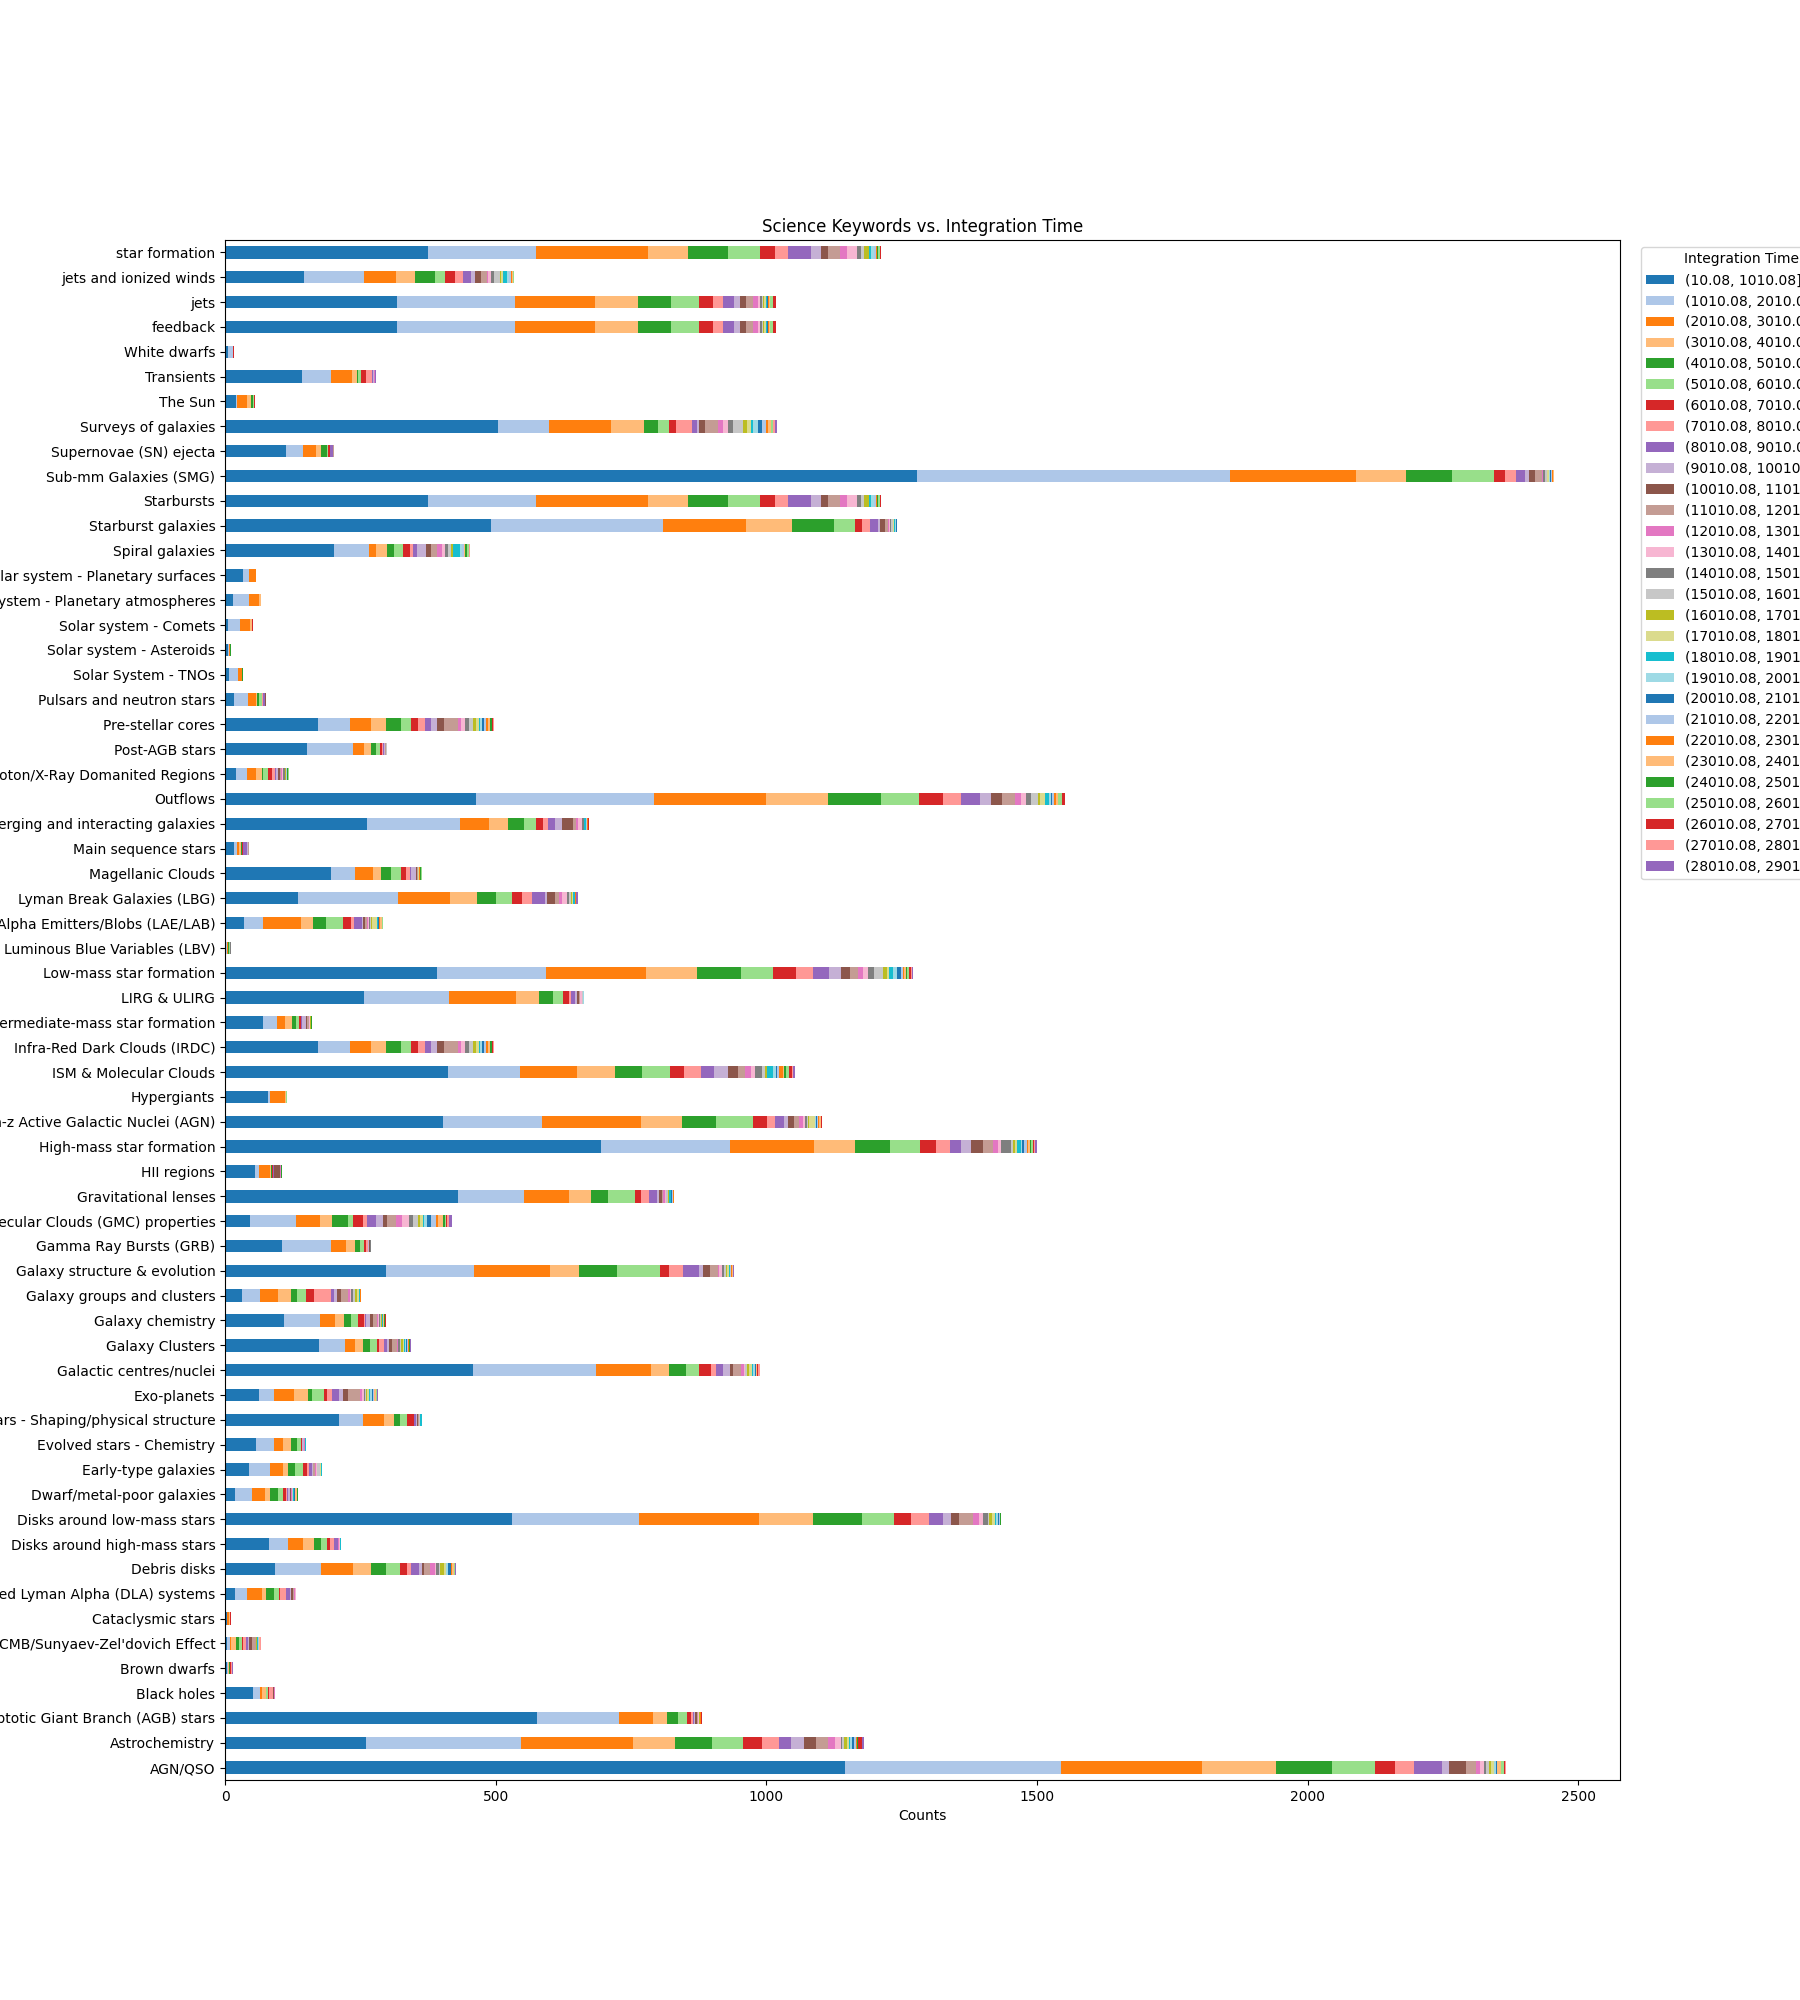 Science Keywords vs. Integration Time
star formation
jets and ionized winds
jets
feedback
White dwarfs
Transients
The Sun
Surveys of galaxies
Supernovae (SN) ejecta
Sub-mm Galaxies (SMG)
Starbursts
Starburst galaxies
Spiral galaxies
lar system - Planetary surfaces
ystem - Planetary atmospheres
Solar system - Comets
Solar system - Asteroids
Solar System - TNOs
Pulsars and neutron stars
Pre-stellar cores
Post-AGB stars
oton/X-Ray Domanited Regions
Outflows
erging and interacting galaxies
Main sequence stars
Magellanic Clouds
Lyman Break Galaxies (LBG)
Alpha Emitters/Blobs (LAE/LAB)
Luminous Blue Variables (LBV)
Low-mass star formation
LIRG & ULIRG
ermediate-mass star formation
Infra-Red Dark Clouds (IRDC)
ISM & Molecular Clouds
Hypergiants
-z Active Galactic Nuclei (AGN)
High-mass star formation
HII regions
Gravitational lenses
ecular Clouds (GMC) properties
Gamma Ray Bursts (GRB)
Galaxy structure & evolution
Galaxy groups and clusters
Galaxy chemistry
Galaxy Clusters
Galactic centres/nuclei
Exo-planets
ars - Shaping/physical structure
Evolved stars - Chemistry
Early-type galaxies
Dwarf/metal-poor galaxies
Disks around low-mass stars
Disks around high-mass stars
Debris disks
ed Lyman Alpha (DLA) systems
Cataclysmic stars
CMB/Sunyaev-Zel'dovich Effect
Brown dwarfs
Black holes
ptotic Giant Branch (AGB) stars
Astrochemistry
AGN/QSO
0 500 1000 1500 2000 2500
Counts
Integration Time
(10.08, 1010.08]
(1010.08, 2010.0
(2010.08, 3010.0
(3010.08, 4010.0
(4010.08, 5010.0
(5010.08, 6010.0
(6010.08, 7010.0
(7010.08, 8010.0
(8010.08, 9010.0
(9010.08, 10010
(10010.08, 1101
(11010.08, 1201
(12010.08, 1301
(13010.08, 1401
(14010.08, 1501
(15010.08, 1601
(16010.08, 1701
(17010.08, 1801
(18010.08, 1901
(19010.08, 2001
(20010.08, 2101
(21010.08, 2201
(22010.08, 2301
(23010.08, 2401
(24010.08, 2501
(25010.08, 2601
(26010.08, 2701
(27010.08, 2801
(28010.08, 2901